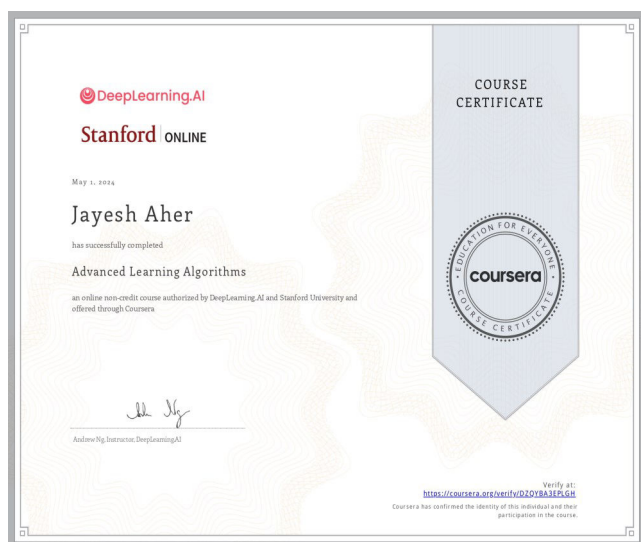 DeepLearning.AI
Stanford ONLINE
COURSE
CERTIFICATE
May 1, 2024
Jayesh Aher
has successfully completed
Advanced Learning Algorithms
an online non-credit course authorized by DeepLearning.AI and Stanford University and
offered through Coursera
EDUCATION FOR EVERYONE
coursera
COURSE CERTIFICATE
Andrew Ng, Instructor, DeepLearning.AI
Verify at:
https://coursera.org/verify/DZQYBA3EPLGH
Coursera has confirmed the identity of this individual and their
participation in the course.